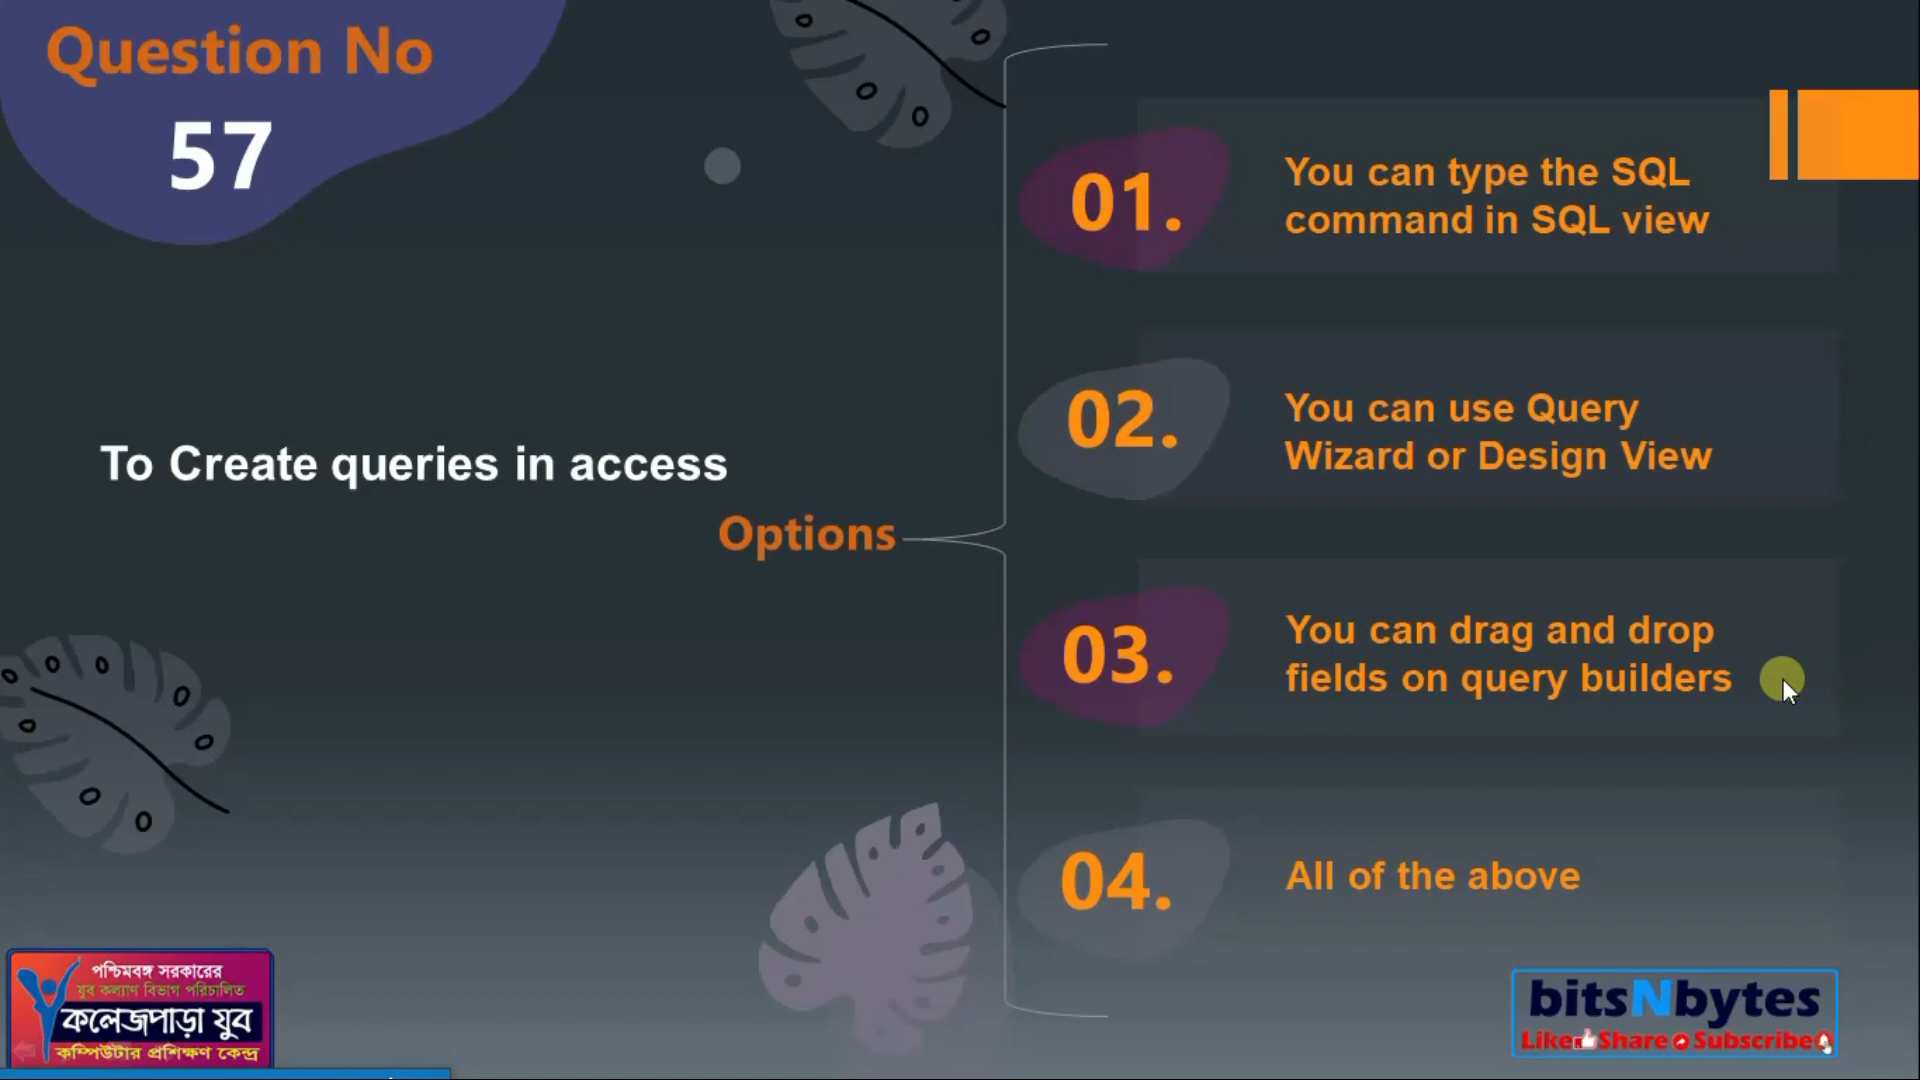 Question No
57
To Create queries in access
Options
01.
You can type the SQL
command in SQL view
02.
You can use Query
Wizard or Design View
03.
You can drag and drop
fields on query builders
04.
All of the above
পশ্চিমবঙ্গ সরকারের
যুব কল্যাণ বিভাগ পরিচালিত
কলেজপাড়া যুব
কম্পিউটার প্রশিক্ষণ কেন্দ্র
bitsNbytes
Like Share Subscribe